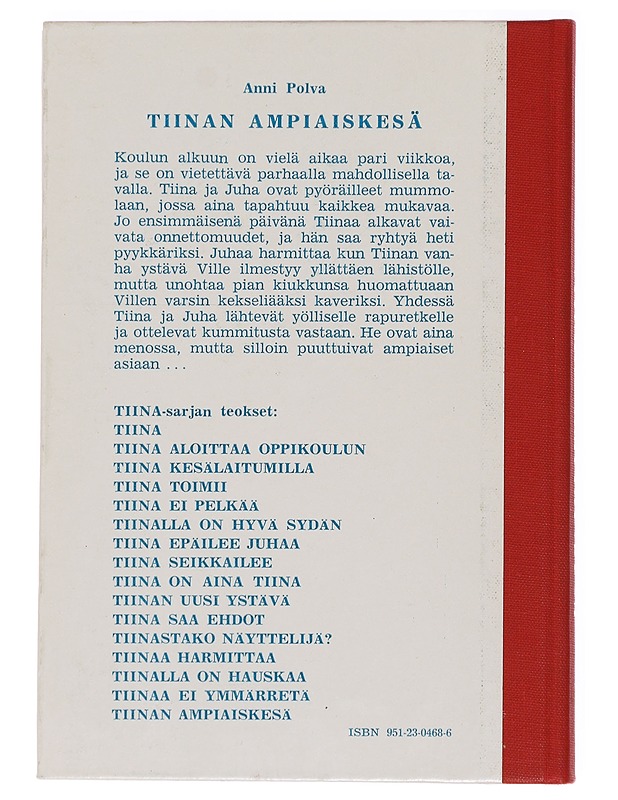 Anni Polva
TIINAN AMPIAISKESÄ
Koulun alkuun on vielä aikaa pari viikkoa,
ja se on vietettävä parhaalla mahdollisella ta-
valla. Tiina ja Juha ovat pyöräilleet mummo-
laan, jossa aina tapahtuu kaikkea mukavaa.
Jo ensimmäisenä päivänä Tiinaa alkavat vai-
vata onnettomuudet, ja hän saa ryhtyä heti
pyykkäriksi. Juhaa harmittaa kun Tiinan van-
ha ystävä Ville ilmestyy yllättäen lähistölle,
mutta unohtaa pian kiukkunsa huomattuaan
Villen varsin kekseliääksi kaveriksi. Yhdessä
Tiina ja Juha lähtevät yölliselle rapuretkelle
ja ottelevat kummitusta vastaan. He ovat aina
menossa, mutta silloin puuttuivat ampiaiset
asiaan ...
TIINA-sarjan teokset:
TIINA
TIINA ALOITTAA OPPIKOULUN
TIINA KESÄLAITUMILLA
TIINA TOIMII
TIINA EI PELKÄÄ
TIINALLA ON HYVÄ SYDÄN
TIINA EPÄILEE JUHAA
TIINA SEIKKAILEE
TIINA ON AINA TIINA
TIINAN UUSI YSTÄVÄ
TIINA SAA EHDOT
TIINASTAKO NÄYTTELIJÄ?
TIINAA HARMITTAA
TIINALLA ON HAUSKAA
TIINAA EI YMMÄRRETÄ
TIINAN AMPIAISKESÄ
ISBN 951-23-0468-6